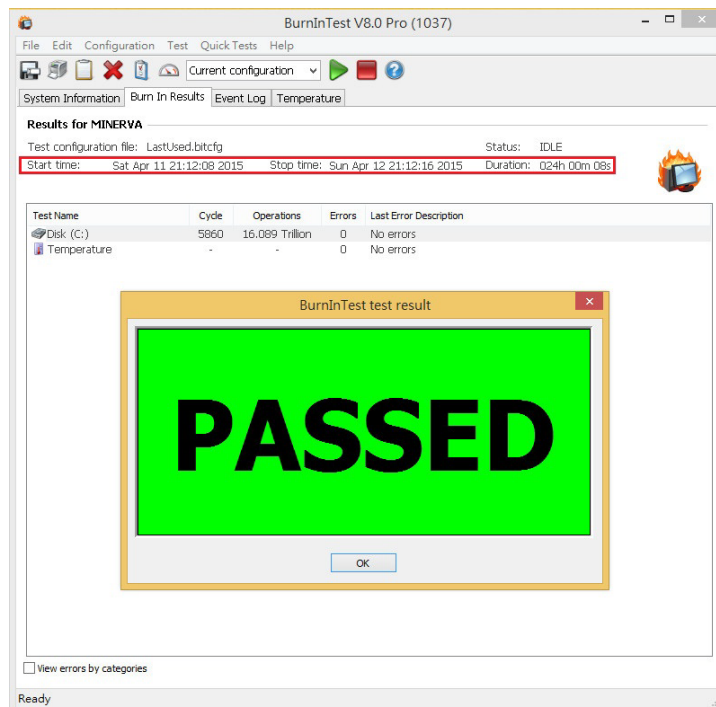 BurnInTest V8.0 Pro (1037)
File Edit Configuration Test Quick Tests Help
Current configuration
System Information Burn In Results Event Log Temperature
Results for MINERVA
Test configuration file: LastUsed.bitcfg Status: IDLE
Start time: Sat Apr 11 21:12:08 2015 Stop time: Sun Apr 12 21:12:16 2015 Duration: 024h 00m 08s
Test Name Cycle Operations Errors Last Error Description
Disk (C:) 5860 16.089 Trillion 0 No errors
Temperature - - 0 No errors
BurnInTest test result
PASSED
OK
View errors by categories
Ready